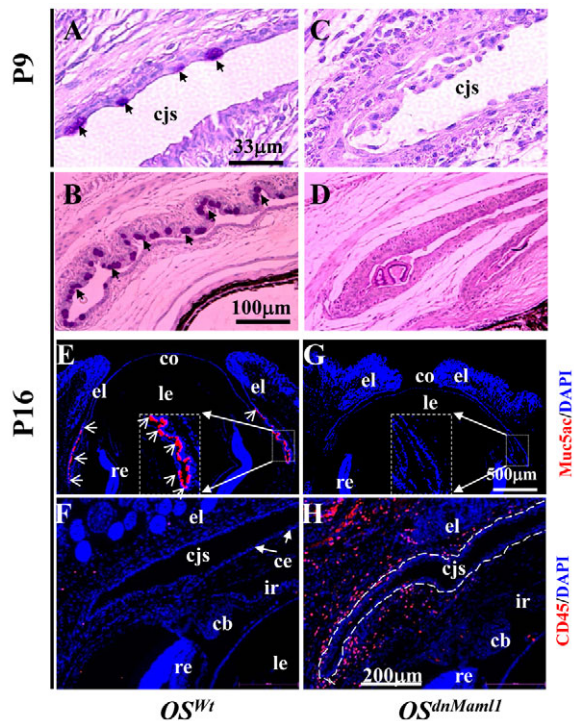 P9
A
cjs
33μm
C
cjs
B
100μm
D
P16
E
co
el
el
le
re
G
co
el
el
le
re
500μm
Muc5ac/DAPI
F
el
cjs
ce
ir
cb
re
le
H
el
cjs
ir
cb
200μm
re
CD45/DAPI
OS^Wt
OS^dnMaml1